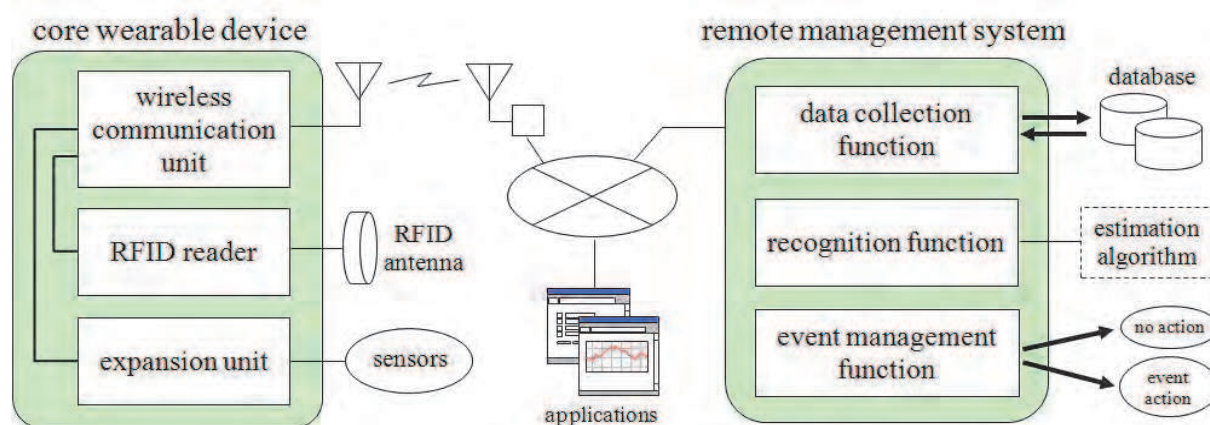 core wearable device
wireless
communication
unit
RFID reader
RFID
antenna
expansion unit
sensors
applications
remote management system
data collection
function
database
recognition function
estimation
algorithm
event management
function
no action
event
action